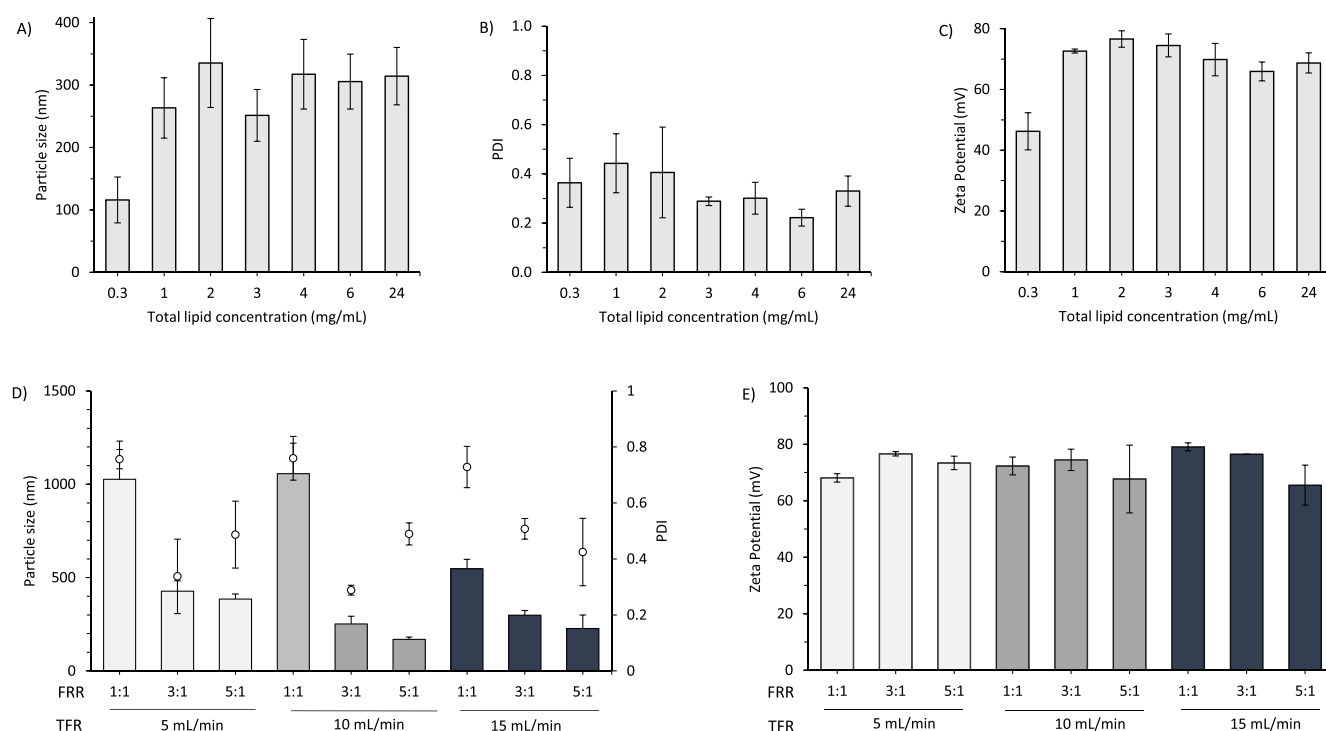 A)
Particle size (nm)
400
300
200
100
0
0.3 1 2 3 4 6 24
Total lipid concentration (mg/mL)
B)
PDI
1.0
0.8
0.6
0.4
0.2
0.0
0.3 1 2 3 4 6 24
Total lipid concentration (mg/mL)
C)
Zeta Potential (mV)
80
60
40
20
0
0.3 1 2 3 4 6 24
Total lipid concentration (mg/mL)
D)
Particle size (nm)
1500
1000
500
0
1
0.8
0.6
0.4
0.2
0
PDI
FRR 1:1 3:1 5:1 1:1 3:1 5:1 1:1 3:1 5:1
TFR 5 mL/min 10 mL/min 15 mL/min
E)
Zeta Potential (mV)
100
80
60
40
20
0
FRR 1:1 3:1 5:1 1:1 3:1 5:1 1:1 3:1 5:1
TFR 5 mL/min 10 mL/min 15 mL/min